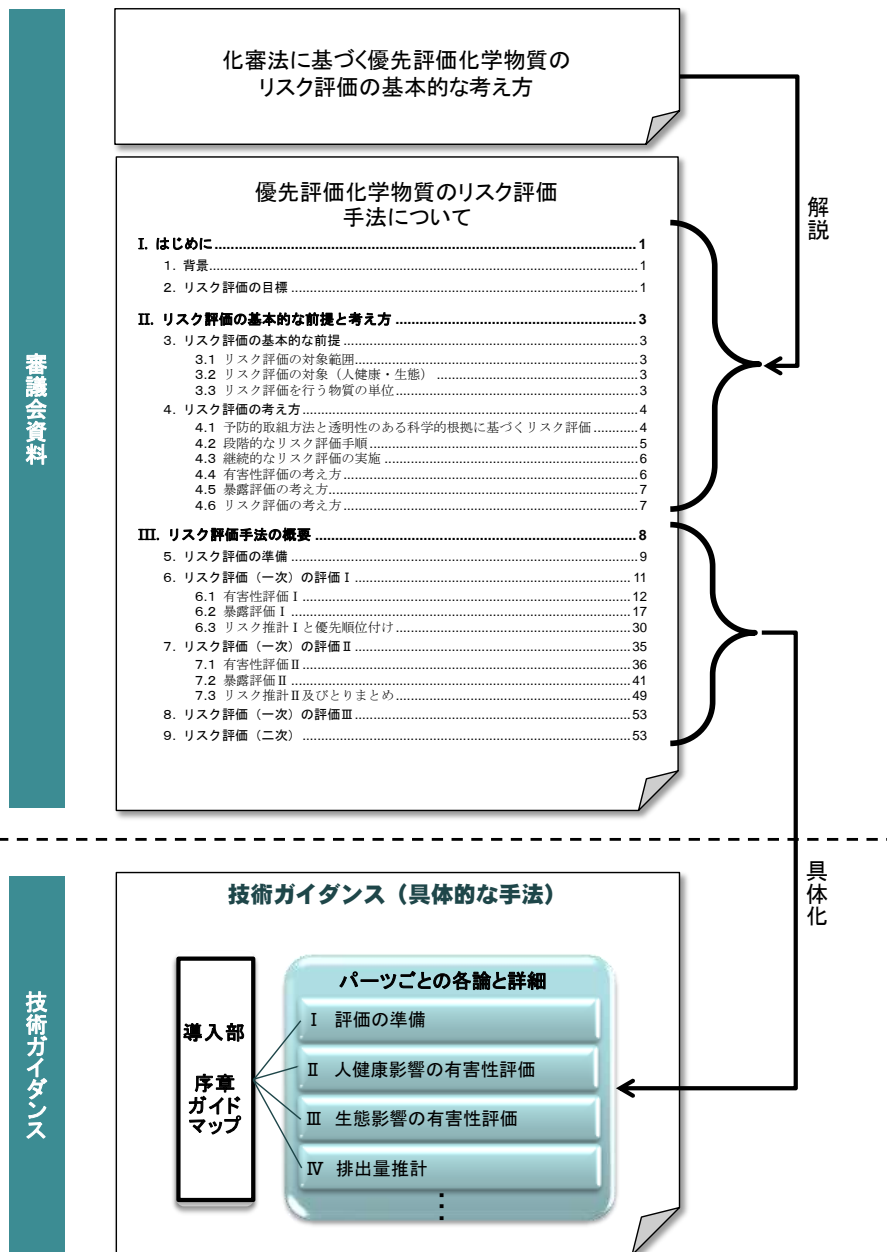 審議会資料
化審法に基づく優先評価化学物質の
リスク評価の基本的な考え方
解説
優先評価化学物質のリスク評価
手法について
Ⅰ. はじめに ........ 1
1. 背景 ........ 1
2. リスク評価の目標 ........ 1
Ⅱ. リスク評価の基本的な前提と考え方 ........ 3
3. リスク評価の基本的な前提 ........ 3
3.1 リスク評価の対象範囲 ........ 3
3.2 リスク評価の対象（人健康・生態） ........ 3
3.3 リスク評価を行う物質の単位 ........ 3
4. リスク評価の考え方 ........ 4
4.1 予防的取組方法と透明性のある科学的根拠に基づくリスク評価 ........ 4
4.2 段階的なリスク評価手順 ........ 5
4.3 継続的なリスク評価の実施 ........ 6
4.4 有害性評価の考え方 ........ 6
4.5 暴露評価の考え方 ........ 7
4.6 リスク評価の考え方 ........ 7
Ⅲ. リスク評価手法の概要 ........ 8
5. リスク評価の準備 ........ 9
6. リスク評価（一次）の評価Ⅰ ........ 11
6.1 有害性評価Ⅰ ........ 12
6.2 暴露評価Ⅰ ........ 17
6.3 リスク推計Ⅰと優先順位付け ........ 30
7. リスク評価（一次）の評価Ⅱ ........ 35
7.1 有害性評価Ⅱ ........ 36
7.2 暴露評価Ⅱ ........ 41
7.3 リスク推計Ⅱ及びとりまとめ ........ 49
8. リスク評価（一次）の評価Ⅲ ........ 53
9. リスク評価（二次） ........ 53
具体化
技術ガイダンス
技術ガイダンス（具体的な手法）
導入部
序章
ガイド
マップ
パーツごとの各論と詳細
Ⅰ 評価の準備
Ⅱ 人健康影響の有害性評価
Ⅲ 生態影響の有害性評価
Ⅳ 排出量推計
⋮